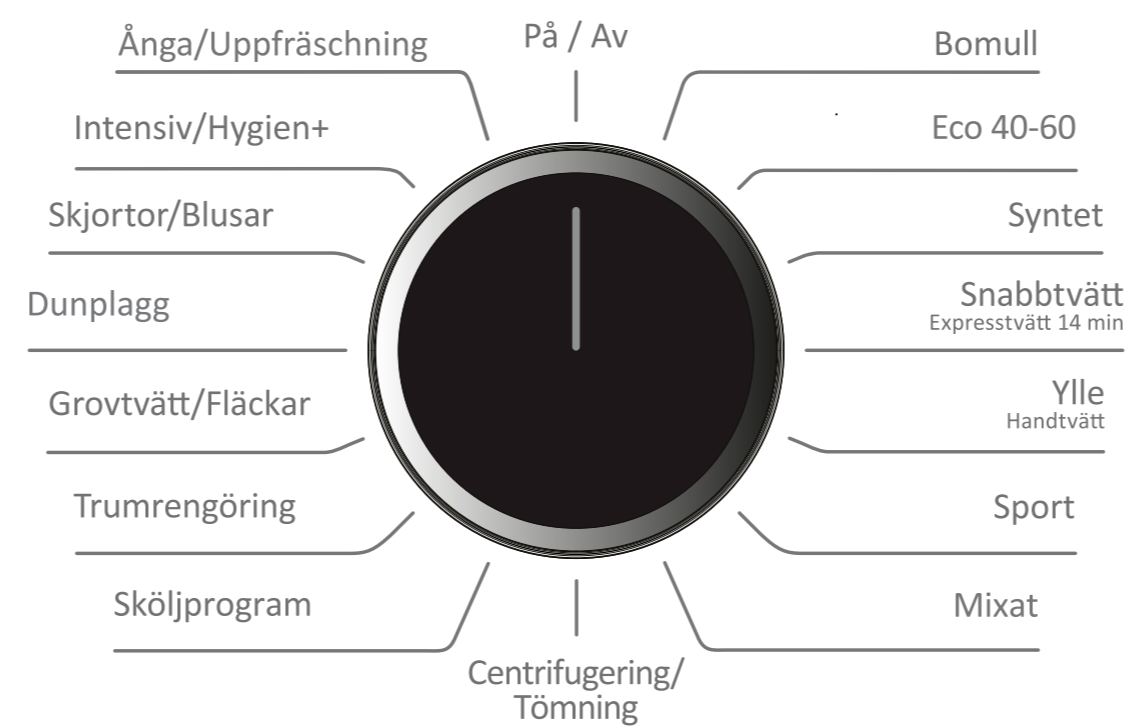 På / Av
Bomull
Eco 40-60
Syntet
Snabbtvätt
Expresstvätt 14 min
Ylle
Handtvätt
Sport
Mixat
Centrifugering/
Tömning
Sköljprogram
Trumrengöring
Grovtvätt/Fläckar
Dunplagg
Skjortor/Blusar
Intensiv/Hygien+
Ånga/Uppfräschning